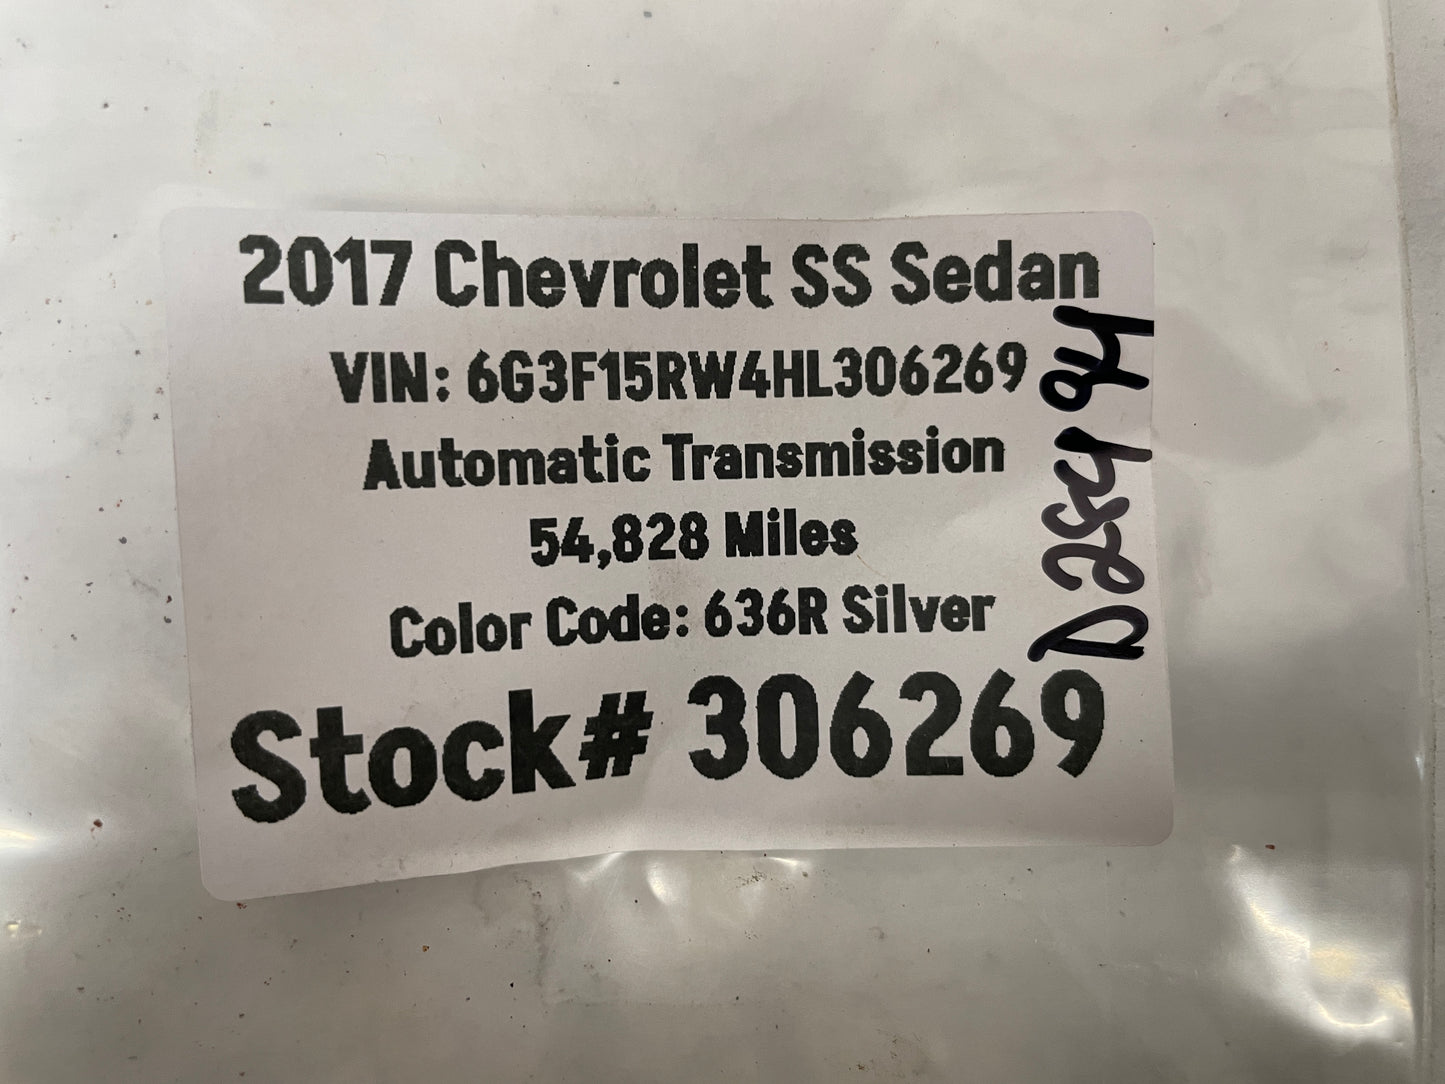 2017 Chevrolet SS Sedan
VIN: 6G3F15RW4HL306269
Automatic Transmission
54,828 Miles
Color Code: 636R Silver
Stock# 306269